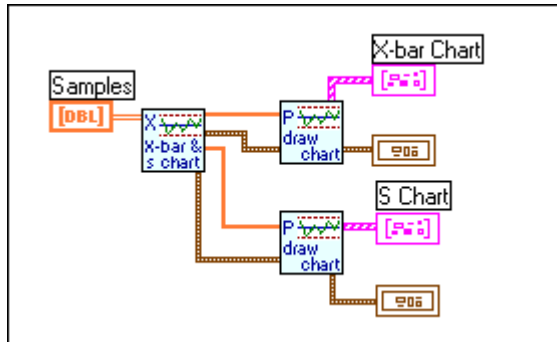 X-bar Chart
Samples
[DBL]
X
X-bar &
s chart
P
draw
chart
S Chart
P
draw
chart